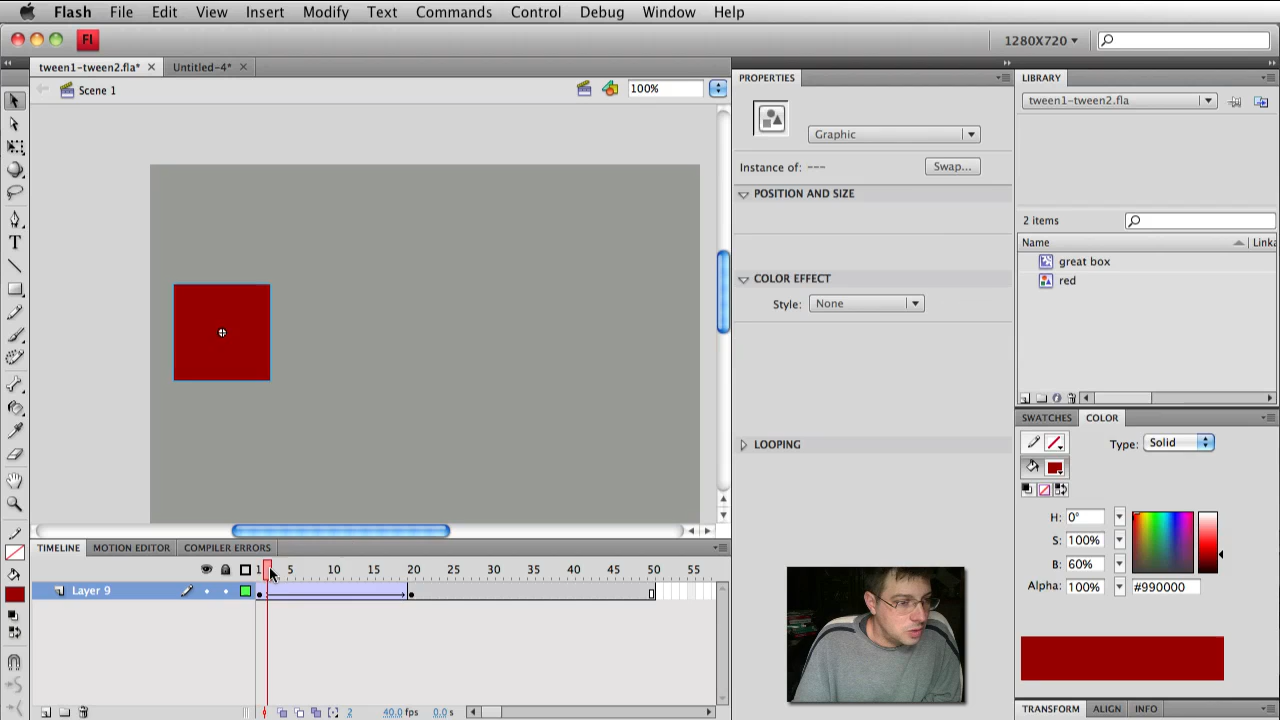 Flash File Edit View Insert Modify Text Commands Control Debug Window Help
Fl 1280X720
tween1-tween2.fla* Untitled-4*
Scene 1 100%
PROPERTIES
Graphic
Instance of: --- Swap...
POSITION AND SIZE
COLOR EFFECT
Style: None
LOOPING
LIBRARY
tween1-tween2.fla
2 items
Name Linka
great box
red
SWATCHES COLOR
Type: Solid
H: 0°
S: 100%
B: 60%
Alpha: 100% #990000
TRANSFORM ALIGN INFO
T
TIMELINE MOTION EDITOR COMPILER ERRORS
1 5 10 15 20 25 30 35 40 45 50 55
Layer 9
2 40.0 fps 0.0 s